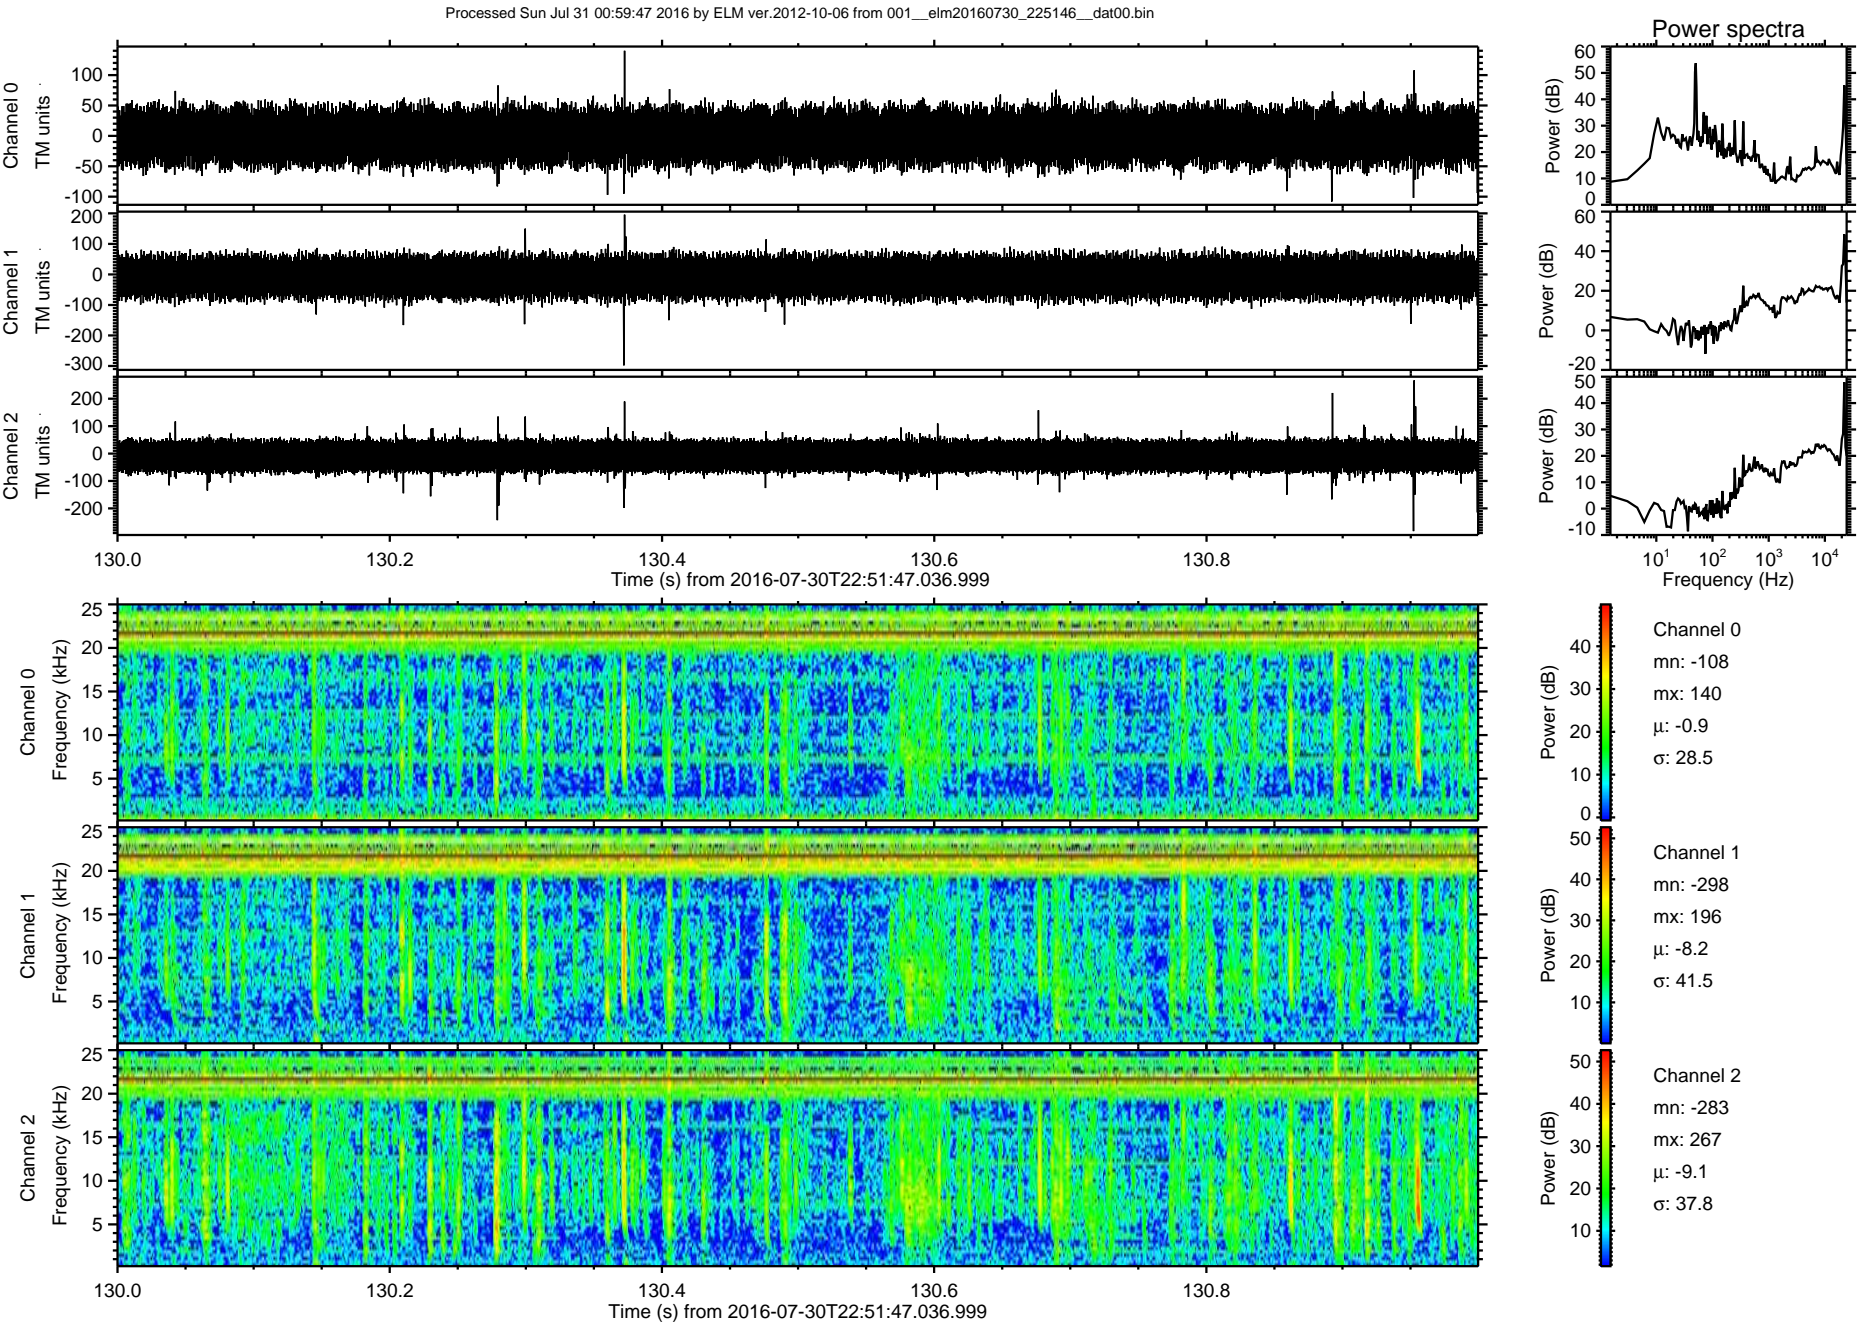 Processed Sun Jul 31 00:59:47 2016 by ELM ver.2012-10-06 from 001__elm20160730_225146__dat00.bin
Power spectra
Channel 0
TM units
100
50
0
-50
-100
Power (dB)
60
50
40
30
20
10
0
Channel 1
TM units
200
100
0
-100
-200
-300
Power (dB)
60
40
20
0
-20
Channel 2
TM units
200
100
0
-100
-200
Power (dB)
50
40
30
20
10
0
-10
130.0 130.2 130.4 130.6 130.8
Time (s) from 2016-07-30T22:51:47.036.999
10¹ 10² 10³ 10⁴
Frequency (Hz)
Channel 0
Frequency (kHz)
25
20
15
10
5
Power (dB)
40
30
20
10
0
Channel 0
mn: -108
mx: 140
µ: -0.9
σ: 28.5
Channel 1
Frequency (kHz)
25
20
15
10
5
Power (dB)
50
40
30
20
10
Channel 1
mn: -298
mx: 196
µ: -8.2
σ: 41.5
Channel 2
Frequency (kHz)
25
20
15
10
5
Power (dB)
50
40
30
20
10
Channel 2
mn: -283
mx: 267
µ: -9.1
σ: 37.8
130.0 130.2 130.4 130.6 130.8
Time (s) from 2016-07-30T22:51:47.036.999